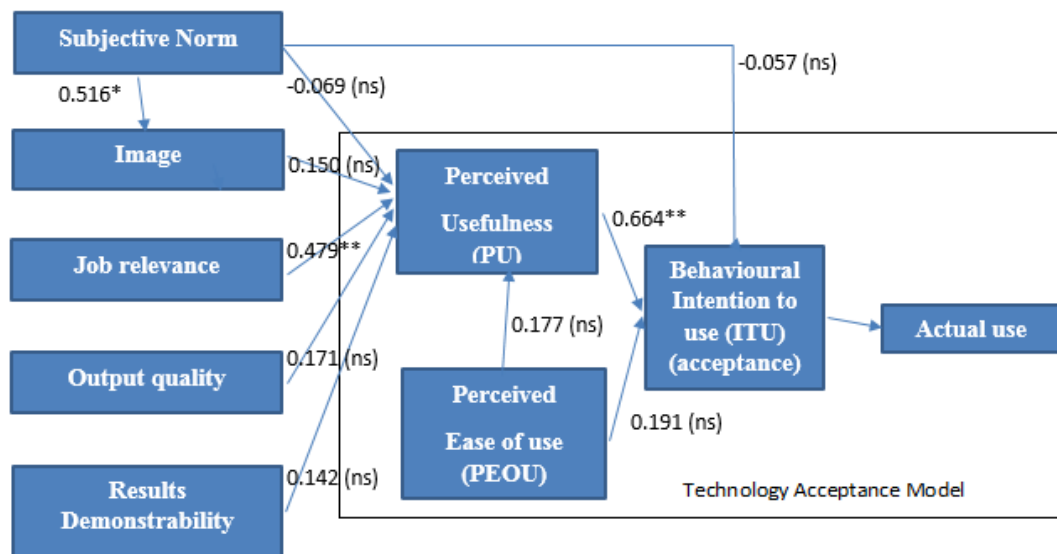 Subjective Norm
-0.057 (ns)
0.516*
-0.069 (ns)
Image
0.150 (ns)
Perceived
Usefulness
(PU)
0.664**
Job relevance
0.479**
Behavioural
Intention to
use (ITU)
(acceptance)
Actual use
0.177 (ns)
Output quality
0.171 (ns)
Perceived
Ease of use
(PEOU)
0.191 (ns)
Results
Demonstrability
0.142 (ns)
Technology Acceptance Model